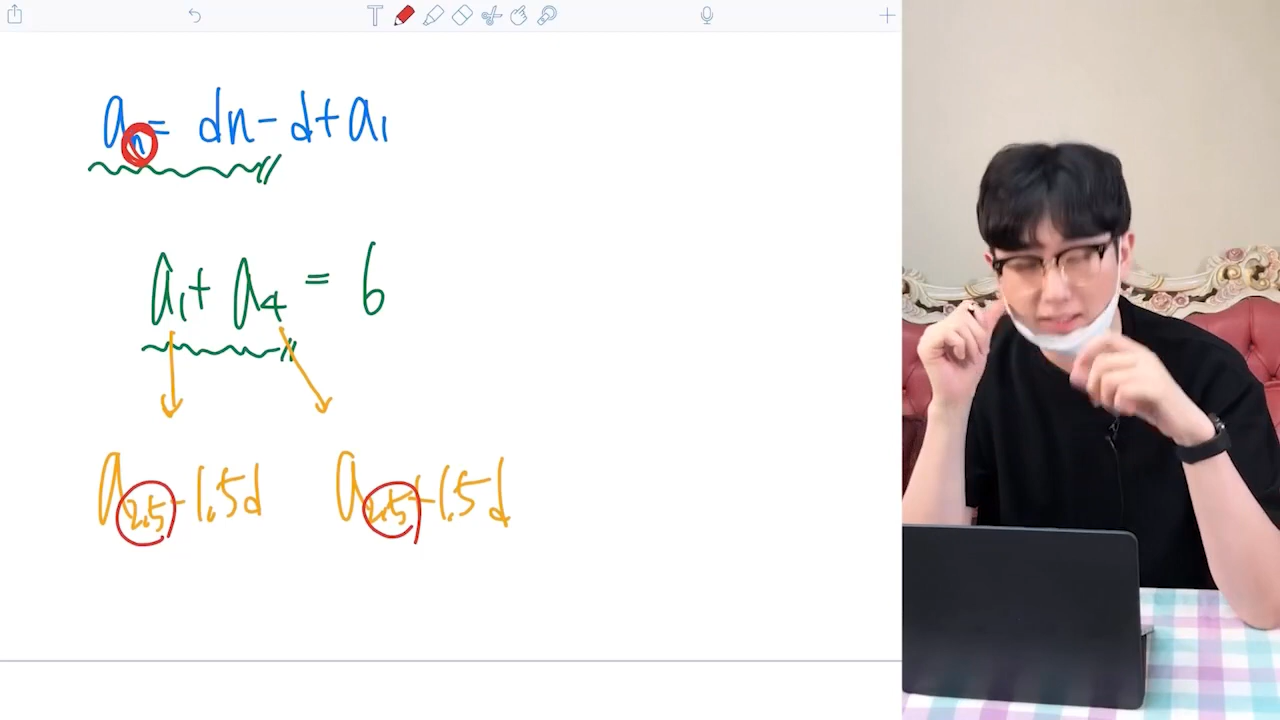 aₙ = dn - d + a₁
a₁ + a₄ = 6
a₂.₅ - 1.5d a₂.₅ + 1.5d